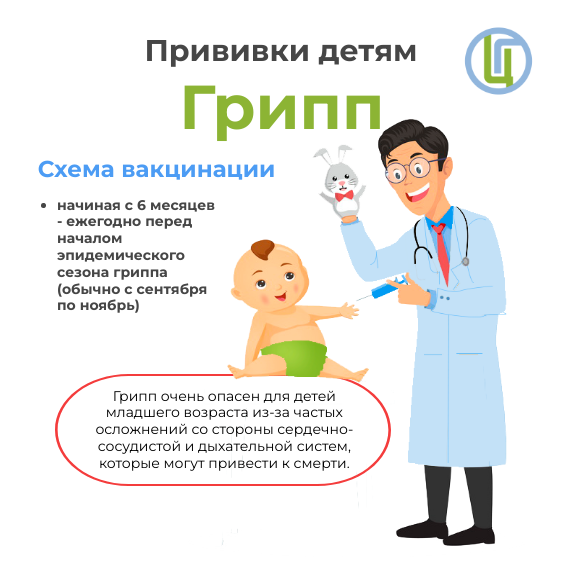 Прививки детям
Грипп
Схема вакцинации
• начиная с 6 месяцев
- ежегодно перед
началом
эпидемического
сезона гриппа
(обычно с сентября
по ноябрь)
Грипп очень опасен для детей
младшего возраста из-за частых
осложнений со стороны сердечно-
сосудистой и дыхательной систем,
которые могут привести к смерти.